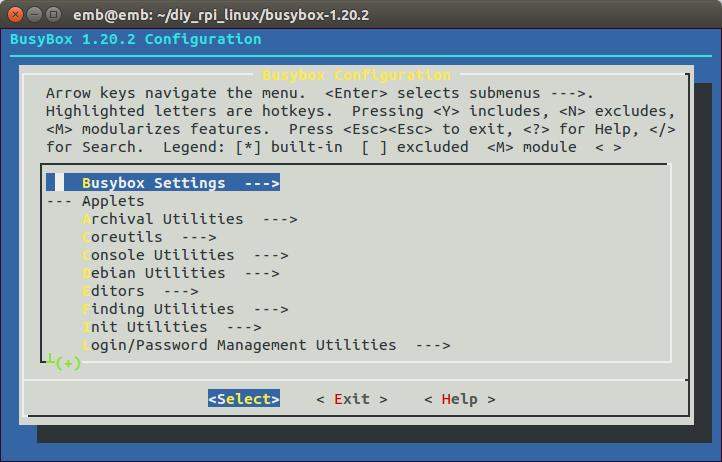 emb@emb: ~/diy_rpi_linux/busybox-1.20.2
BusyBox 1.20.2 Configuration
Busybox Configuration
Arrow keys navigate the menu.  <Enter> selects submenus --->.
Highlighted letters are hotkeys.  Pressing <Y> includes, <N> excludes,
<M> modularizes features.  Press <Esc><Esc> to exit, <?> for Help, </>
for Search.  Legend: [*] built-in  [ ] excluded  <M> module  < >
Busybox Settings  --->
--- Applets
Archival Utilities  --->
Coreutils  --->
Console Utilities  --->
Debian Utilities  --->
Editors  --->
Finding Utilities  --->
Init Utilities  --->
Login/Password Management Utilities  --->
(+)
<Select>    < Exit >    < Help >